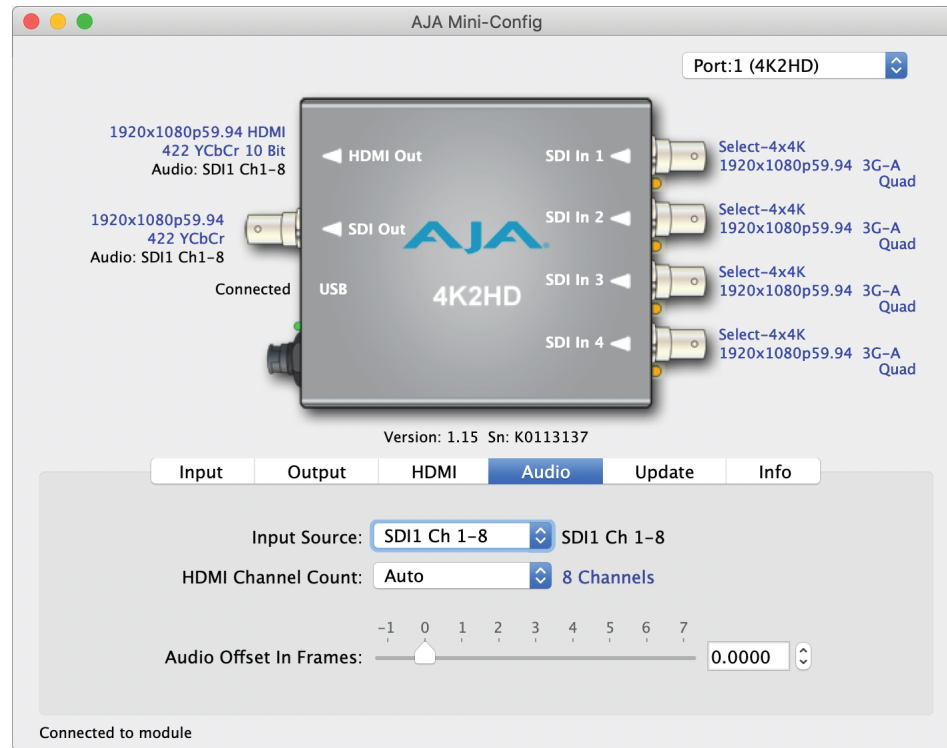 AJA Mini-Config
Port:1 (4K2HD)
1920x1080p59.94 HDMI
422 YCbCr 10 Bit
Audio: SDI1 Ch1-8
HDMI Out
SDI In 1
Select-4x4K
1920x1080p59.94 3G-A
Quad
1920x1080p59.94
422 YCbCr
Audio: SDI1 Ch1-8
SDI Out
AJA
SDI In 2
Select-4x4K
1920x1080p59.94 3G-A
Quad
Connected
USB
4K2HD
SDI In 3
Select-4x4K
1920x1080p59.94 3G-A
Quad
SDI In 4
Select-4x4K
1920x1080p59.94 3G-A
Quad
Version: 1.15 Sn: K0113137
Input Output HDMI Audio Update Info
Input Source: SDI1 Ch 1-8 SDI1 Ch 1-8
HDMI Channel Count: Auto 8 Channels
-1 0 1 2 3 4 5 6 7
Audio Offset In Frames: 0.0000
Connected to module